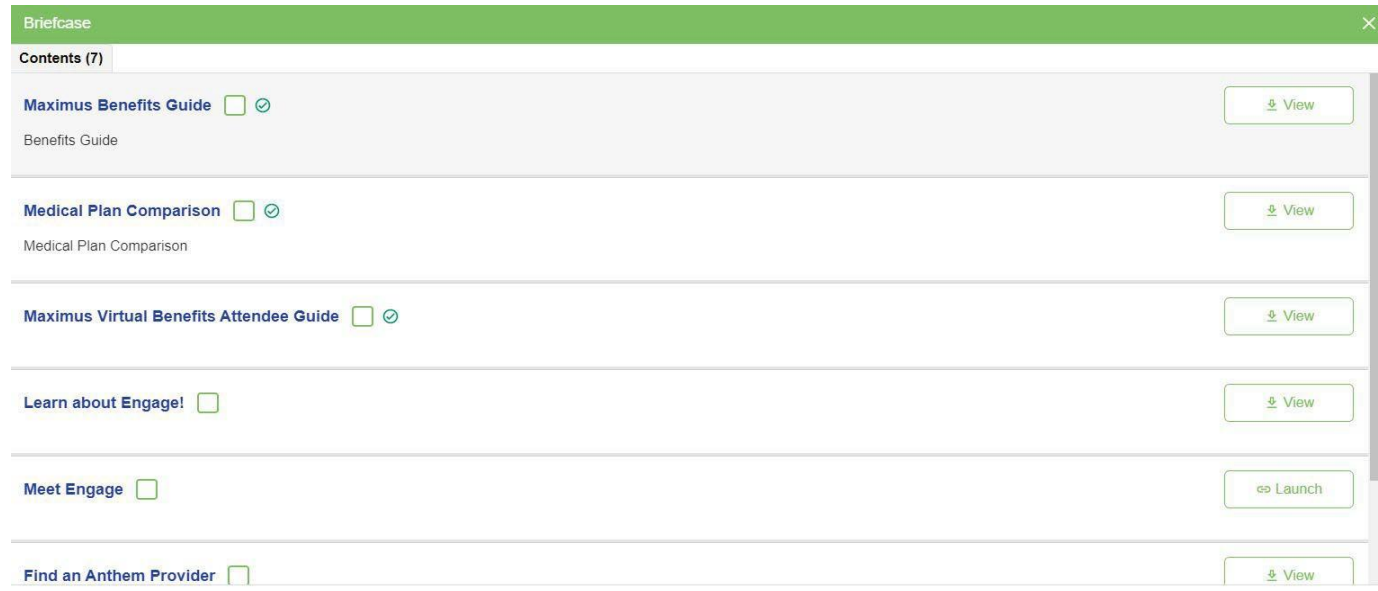 Briefcase
Contents (7)
Maximus Benefits Guide
View
Benefits Guide
Medical Plan Comparison
View
Medical Plan Comparison
Maximus Virtual Benefits Attendee Guide
View
Learn about Engage!
View
Meet Engage
Launch
Find an Anthem Provider
View